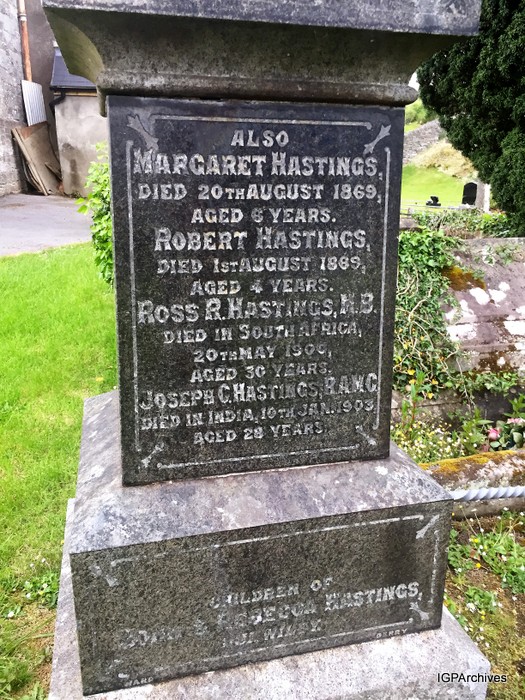 ALSO
MARGARET HASTINGS,
DIED 20TH AUGUST 1869,
AGED 6 YEARS.
ROBERT HASTINGS,
DIED 1ST AUGUST 1869,
AGED 4 YEARS.
ROSS R. HASTINGS, M.B.
DIED IN SOUTH AFRICA,
20TH MAY 1900,
AGED 30 YEARS.
JOSEPH C. HASTINGS, R.A.M.C.
DIED IN INDIA, 10TH JAN. 1903
AGED 28 YEARS.
CHILDREN OF
JOHN & REBECCA HASTINGS,
DERRY
IGPArchives